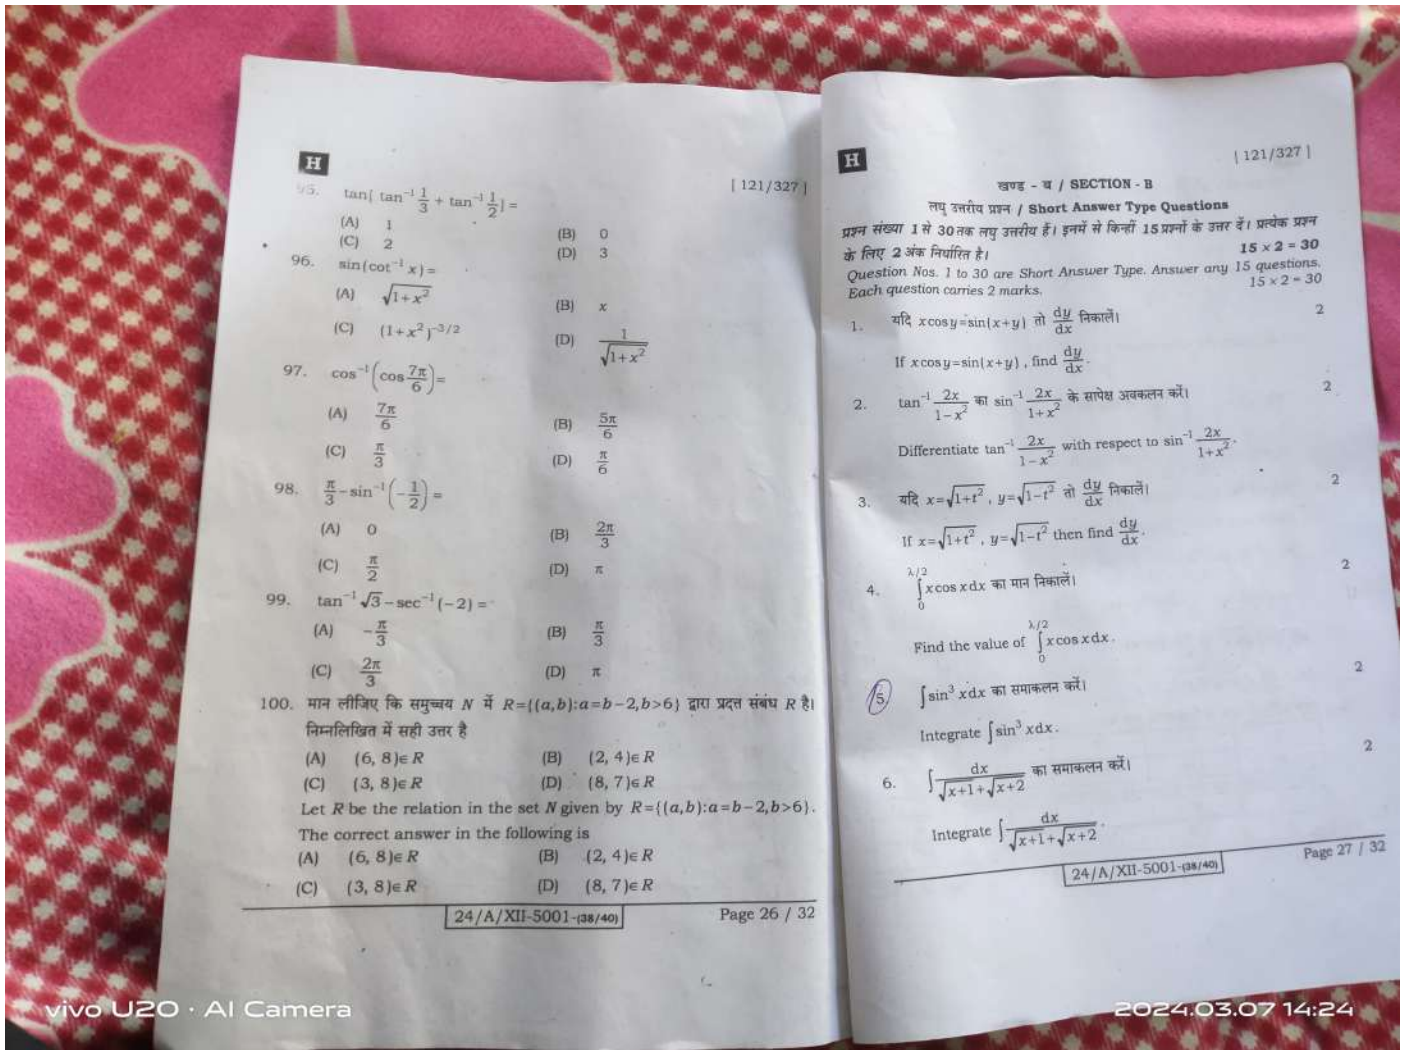 H
[ 121/327 ]
95. tan[ tan⁻¹ 1/3 + tan⁻¹ 1/2 ] =
(A) 1 (B) 0
(C) 2 (D) 3
96. sin(cot⁻¹ x) =
(A) √(1+x²) (B) x
(C) (1+x²)^(-3/2) (D) 1/√(1+x²)
97. cos⁻¹(cos 7π/6) =
(A) 7π/6 (B) 5π/6
(C) π/3 (D) π/6
98. π/3 – sin⁻¹(–1/2) =
(A) 0 (B) 2π/3
(C) π/2 (D) π
99. tan⁻¹ √3 – sec⁻¹ (–2) =
(A) –π/3 (B) π/3
(C) 2π/3 (D) π
100. मान लीजिए कि समुच्चय N में R={(a,b):a=b–2,b>6} द्वारा प्रदत्त संबंध R है।
निम्नलिखित में सही उत्तर है
(A) (6, 8)∈R (B) (2, 4)∈R
(C) (3, 8)∈R (D) (8, 7)∈R
Let R be the relation in the set N given by R={(a,b):a=b–2,b>6}.
The correct answer in the following is
(A) (6, 8)∈R (B) (2, 4)∈R
(C) (3, 8)∈R (D) (8, 7)∈R
24/A/XII-5001-(38/40) Page 26 / 32
H
[ 121/327 ]
खण्ड - ब / SECTION - B
लघु उत्तरीय प्रश्न / Short Answer Type Questions
प्रश्न संख्या 1 से 30 तक लघु उत्तरीय हैं। इनमें से किन्हीं 15 प्रश्नों के उत्तर दें। प्रत्येक प्रश्न
के लिए 2 अंक निर्धारित है। 15 × 2 = 30
Question Nos. 1 to 30 are Short Answer Type. Answer any 15 questions.
Each question carries 2 marks. 15 × 2 = 30
1. यदि x cos y = sin(x+y) तो dy/dx निकालें। 2
If x cos y = sin(x+y), find dy/dx.
2. tan⁻¹ 2x/(1–x²) का sin⁻¹ 2x/(1+x²) के सापेक्ष अवकलन करें। 2
Differentiate tan⁻¹ 2x/(1–x²) with respect to sin⁻¹ 2x/(1+x²).
3. यदि x=√(1+t²), y=√(1–t²) तो dy/dx निकालें। 2
If x=√(1+t²), y=√(1–t²) then find dy/dx.
4. ∫₀^(λ/2) x cos x dx का मान निकालें। 2
Find the value of ∫₀^(λ/2) x cos x dx.
5. ∫sin³ x dx का समाकलन करें। 2
Integrate ∫sin³ x dx.
6. ∫ dx/(√(x+1)+√(x+2)) का समाकलन करें। 2
Integrate ∫ dx/(√(x+1)+√(x+2)).
24/A/XII-5001-(38/40) Page 27 / 32
vivo U20 · AI Camera
2024.03.07 14:24